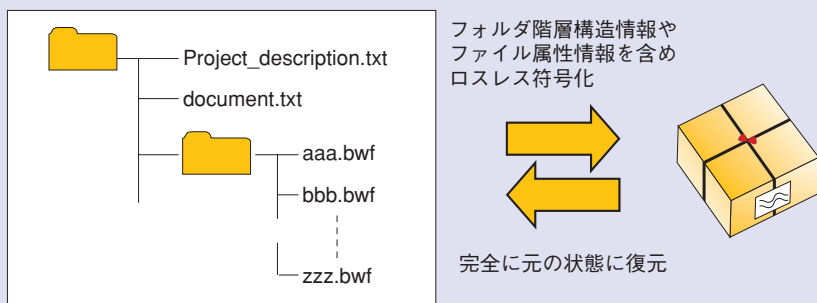 Project_description.txt
document.txt
aaa.bwf
bbb.bwf
zzz.bwf
フォルダ階層構造情報や
ファイル属性情報を含め
ロスレス符号化
完全に元の状態に復元